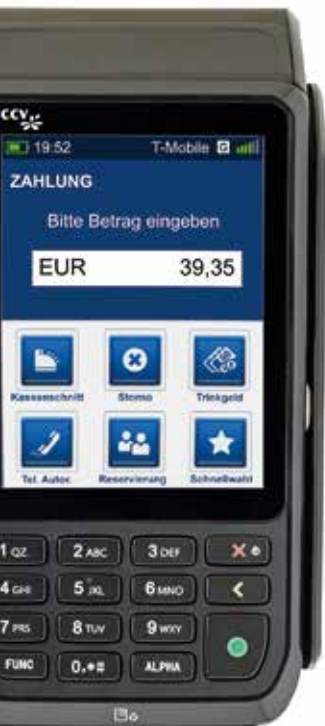 CCV
19:52 T-Mobile G
ZAHLUNG
Bitte Betrag eingeben
EUR 39,35
Kassenschnitt Storno Trinkgeld
Tel. Autor. Reservierung Schnellwahl
1 QZ 2 ABC 3 DEF
4 GHI 5 JKL 6 MNO
7 PRS 8 TUV 9 WXY
FUNC 0,*# ALPHA